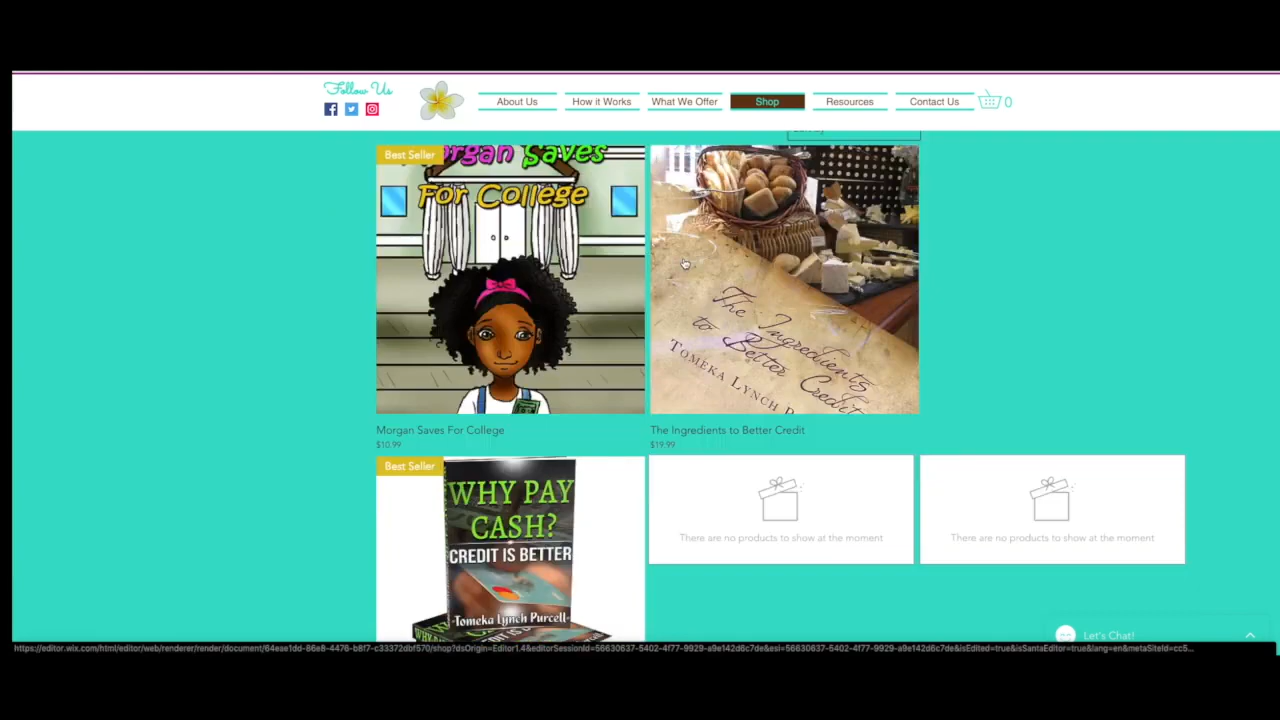 Follow Us
About Us
How it Works
What We Offer
Shop
Resources
Contact Us
0
Best Seller
Morgan Saves
For College
The Ingredients
to Better Credit
TOMEKA LYNCH
Morgan Saves For College
$10.99
The Ingredients to Better Credit
$19.99
Best Seller
WHY PAY
CASH?
CREDIT IS BETTER
-Tomeka Lynch Purcell-
There are no products to show at the moment
There are no products to show at the moment
Let's Chat!